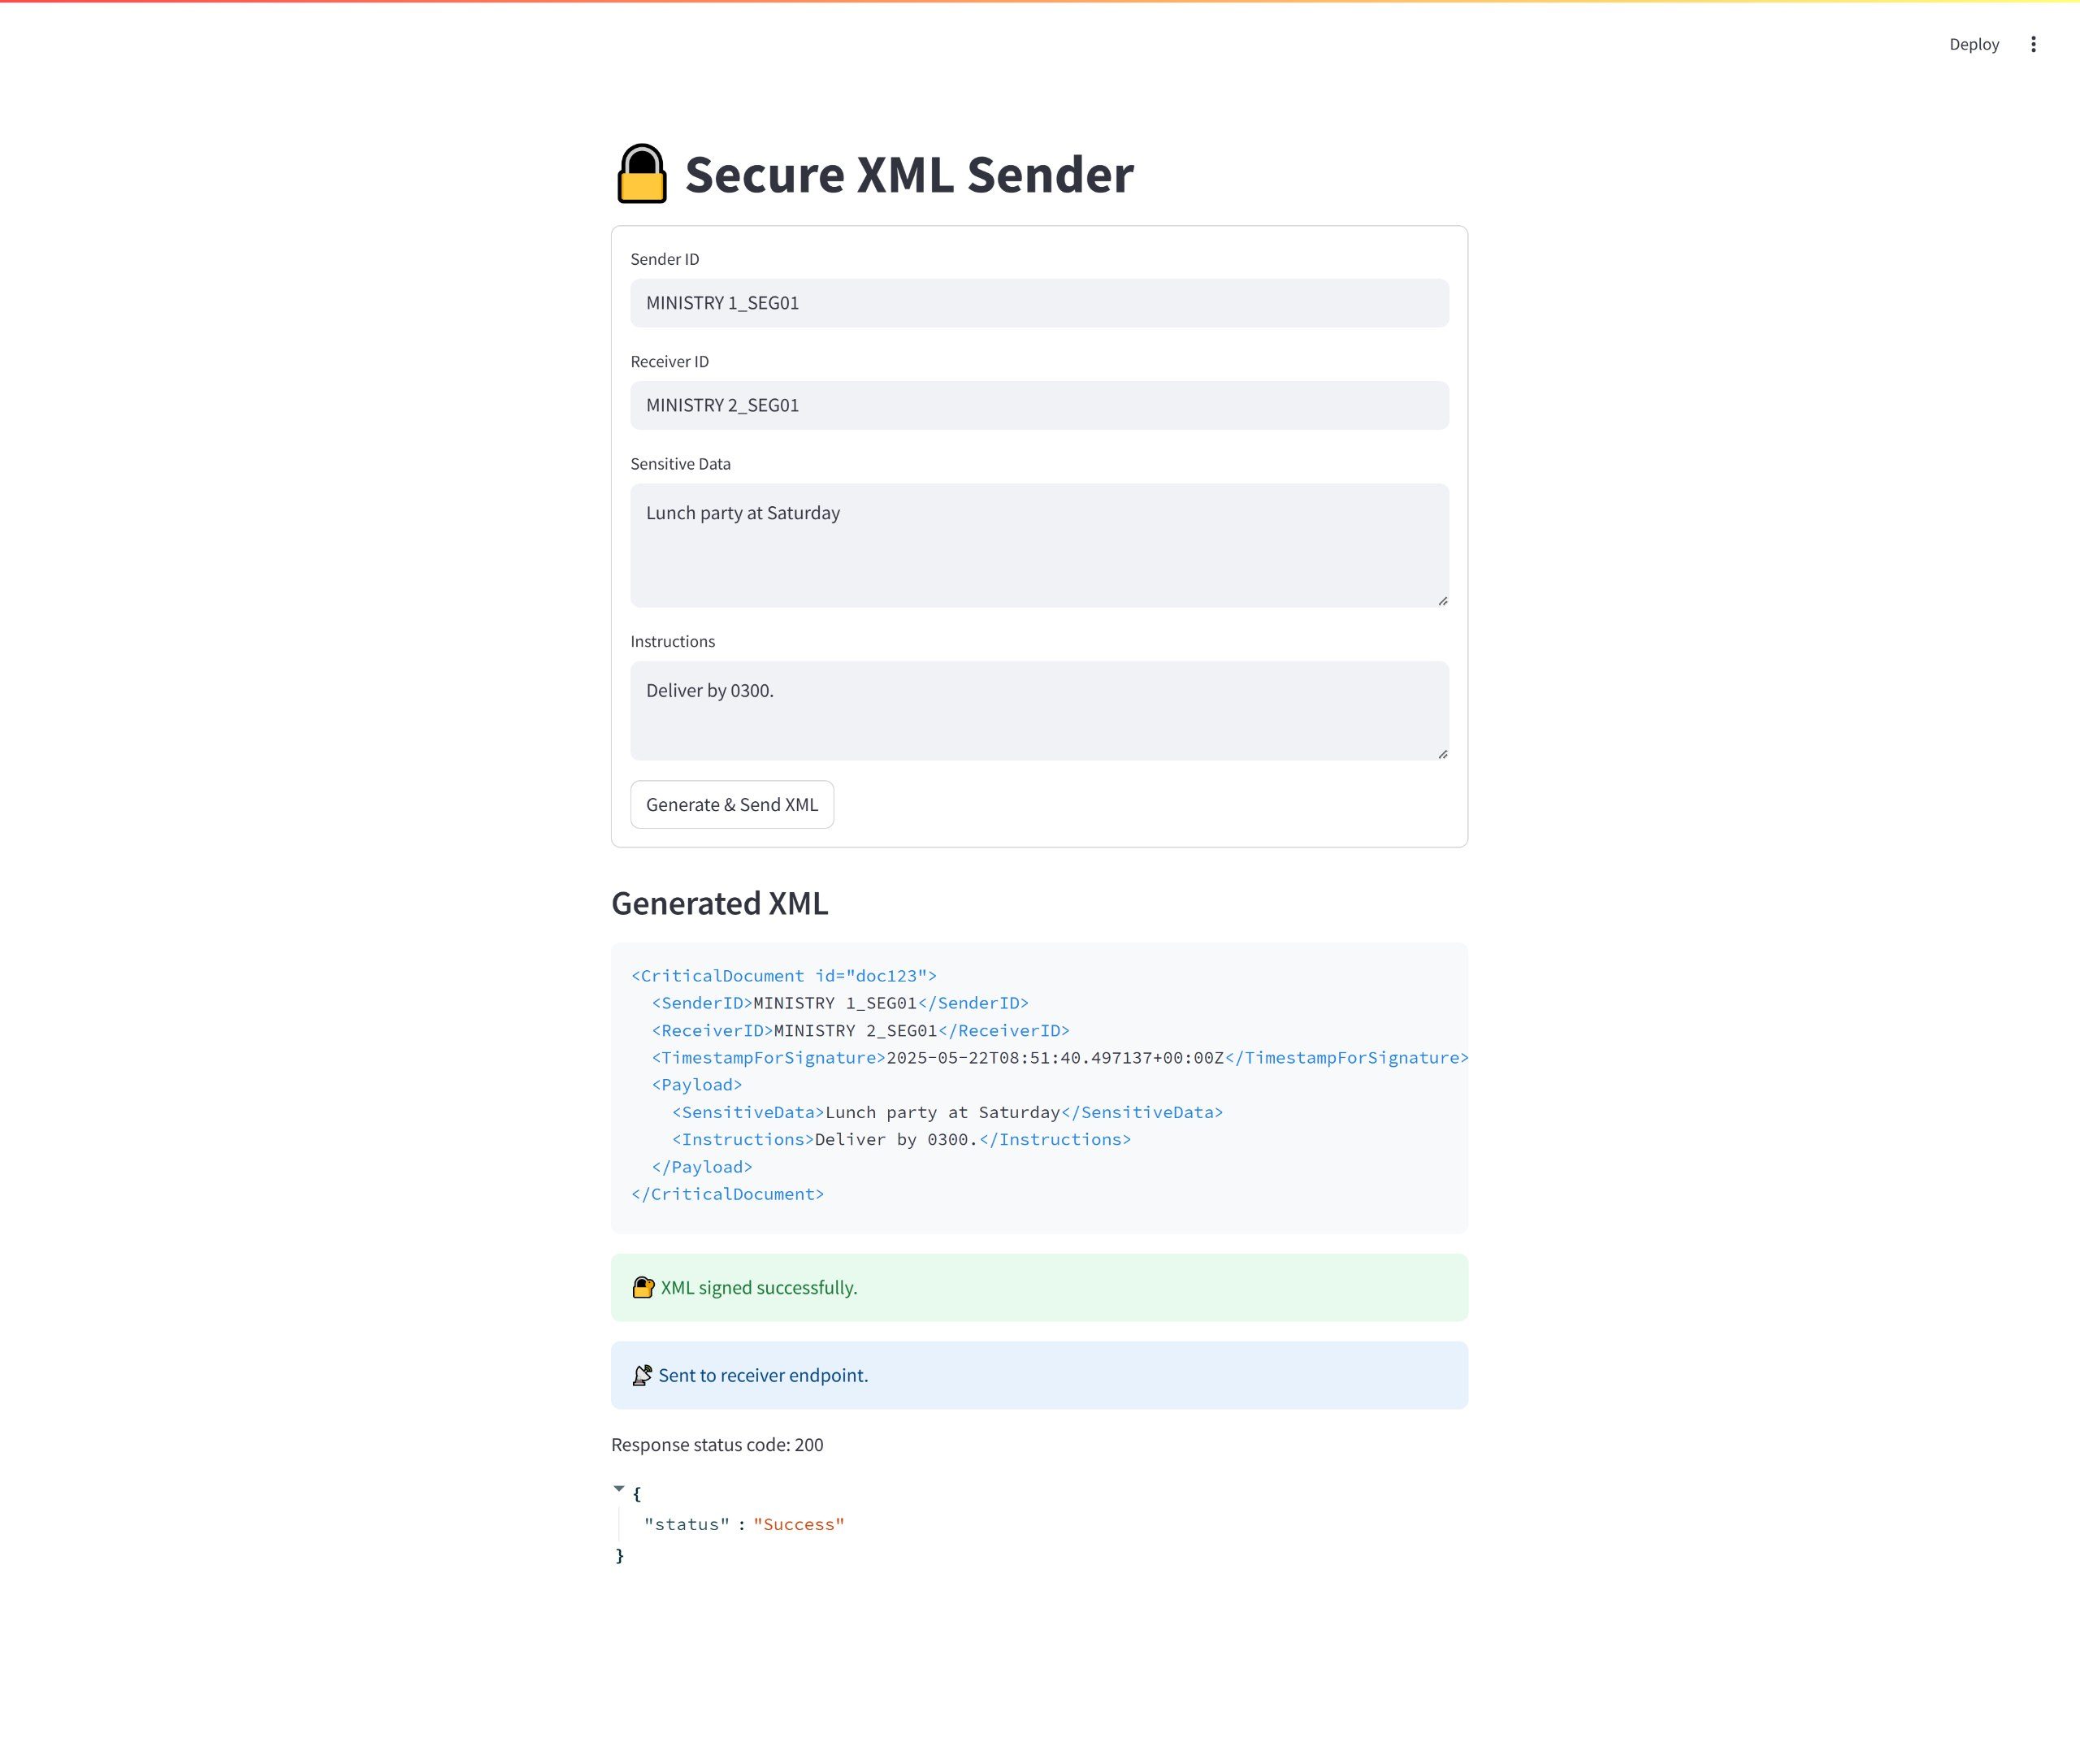 Deploy
Secure XML Sender
Sender ID
MINISTRY 1_SEG01
Receiver ID
MINISTRY 2_SEG01
Sensitive Data
Lunch party at Saturday
Instructions
Deliver by 0300.
Generate & Send XML
Generated XML
<CriticalDocument id="doc123">
  <SenderID>MINISTRY 1_SEG01</SenderID>
  <ReceiverID>MINISTRY 2_SEG01</ReceiverID>
  <TimestampForSignature>2025-05-22T08:51:40.497137+00:00Z</TimestampForSignature>
  <Payload>
    <SensitiveData>Lunch party at Saturday</SensitiveData>
    <Instructions>Deliver by 0300.</Instructions>
  </Payload>
</CriticalDocument>
XML signed successfully.
Sent to receiver endpoint.
Response status code: 200
{
"status" : "Success"
}